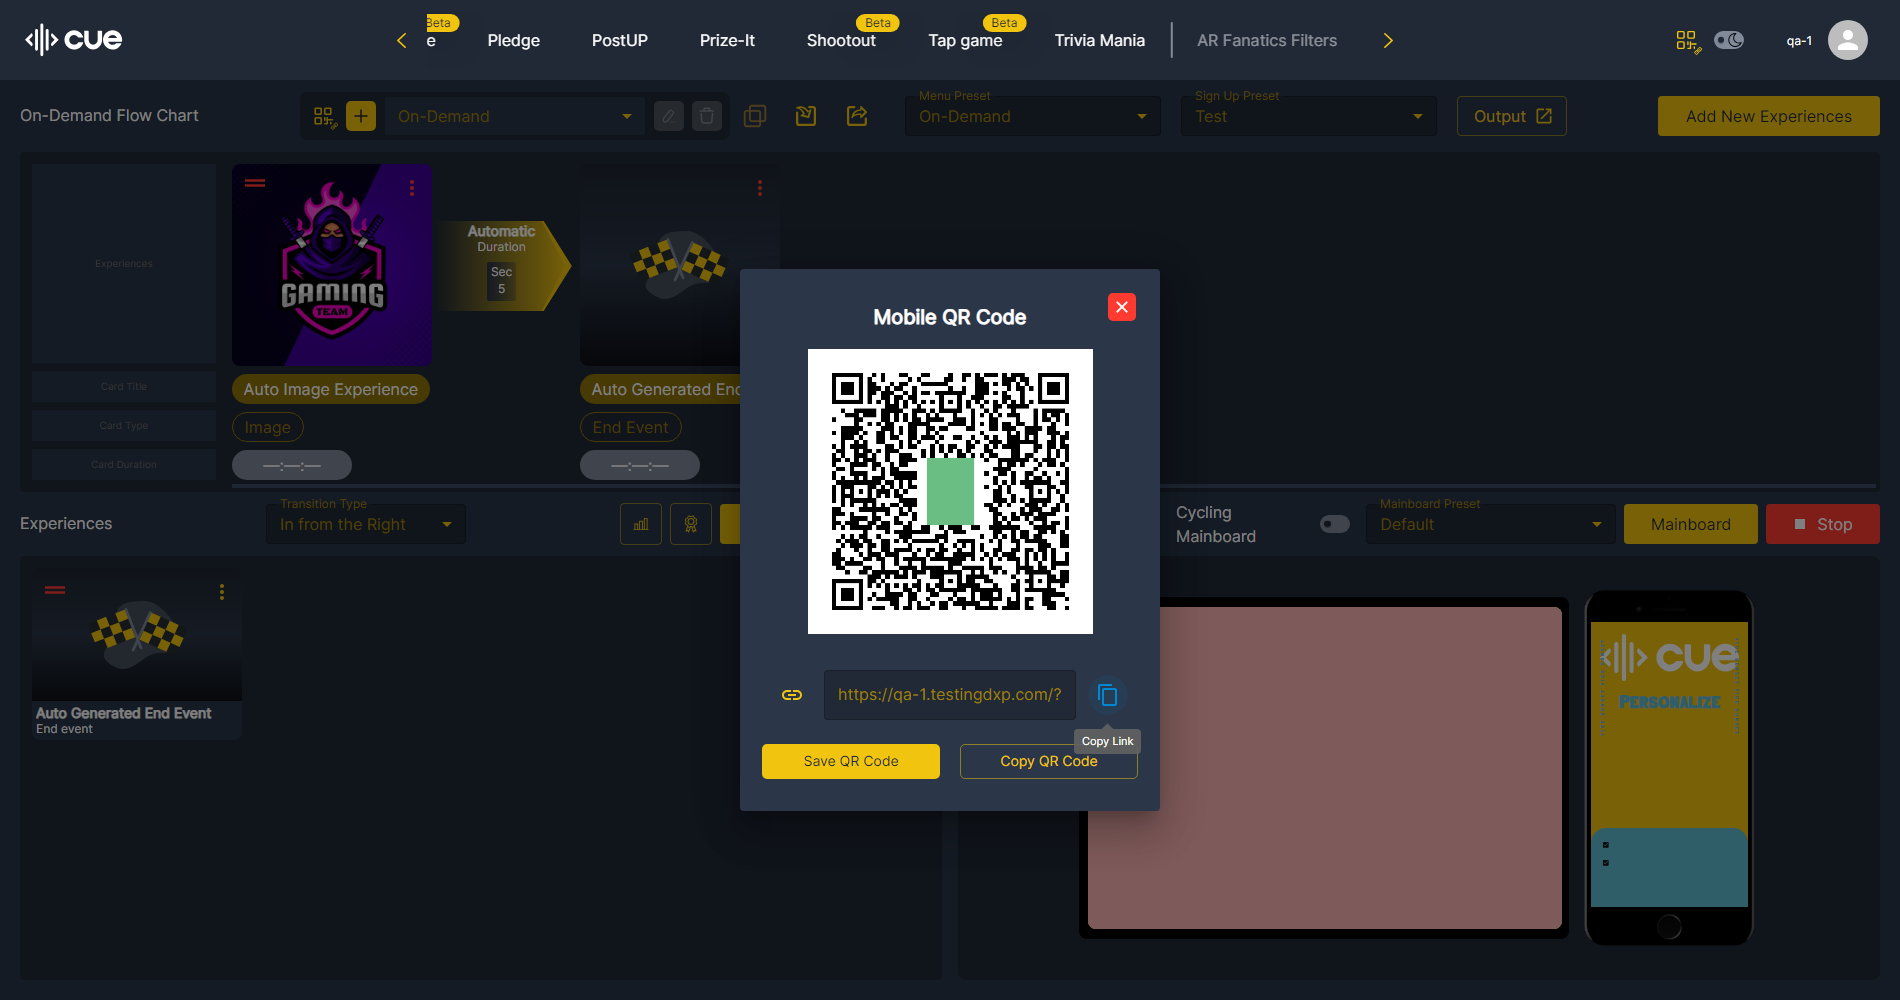 cue
Beta
e
Pledge
PostUP
Prize-It
Beta
Shootout
Beta
Tap game
Trivia Mania
AR Fanatics Filters
qa-1
On-Demand Flow Chart
On-Demand
Menu Preset
On-Demand
Sign Up Preset
Test
Output
Add New Experiences
Experiences
Card Title
Card Type
Card Duration
GAMING
TEAM
Automatic
Duration
Sec
5
Auto Image Experience
Image
—:—:—
Auto Generated End
End Event
—:—:—
Mobile QR Code
https://qa-1.testingdxp.com/?
Copy Link
Save QR Code
Copy QR Code
Experiences
Transition Type
In from the Right
Cycling
Mainboard
Mainboard Preset
Default
Mainboard
Stop
Auto Generated End Event
End event
cue
PERSONALIZE